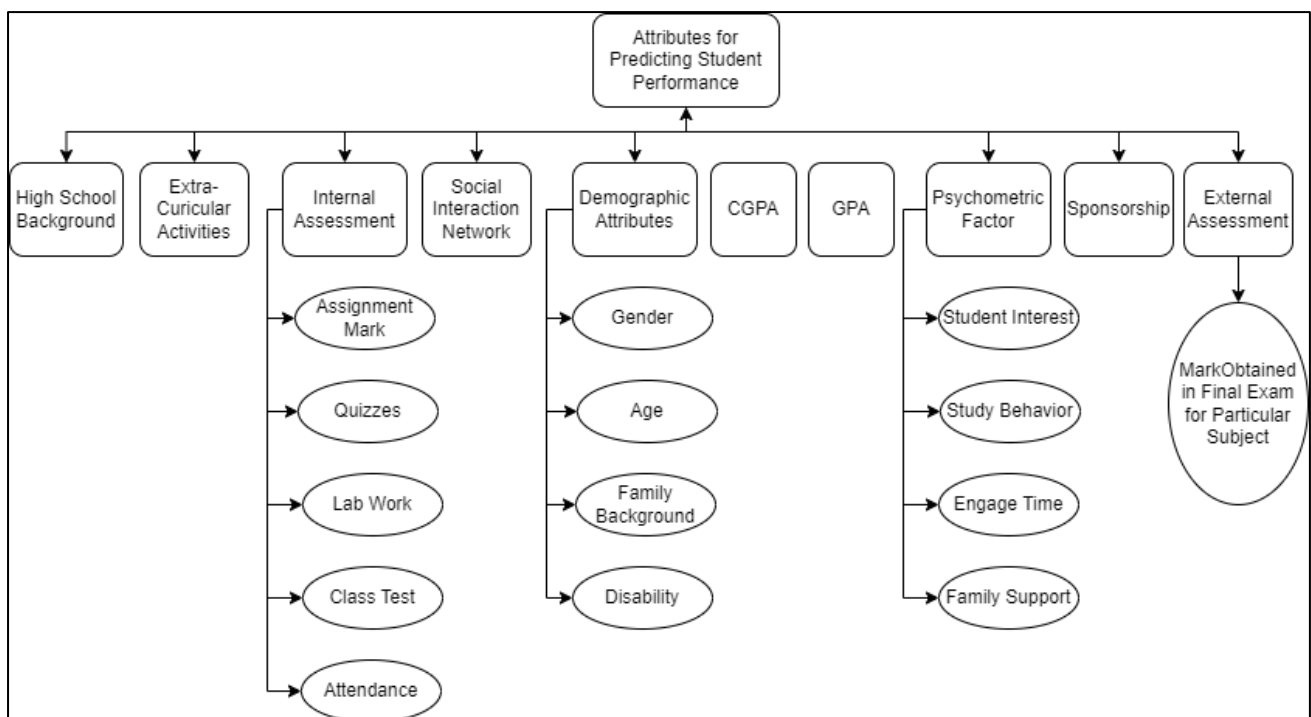 Attributes for
Predicting Student
Performance
High School
Background
Extra-
Curicular
Activities
Internal
Assessment
Social
Interaction
Network
Demographic
Attributes
CGPA
GPA
Psychometric
Factor
Sponsorship
External
Assessment
Assignment
Mark
Quizzes
Lab Work
Class Test
Attendance
Gender
Age
Family
Background
Disability
Student Interest
Study Behavior
Engage Time
Family Support
MarkObtained
in Final Exam
for Particular
Subject